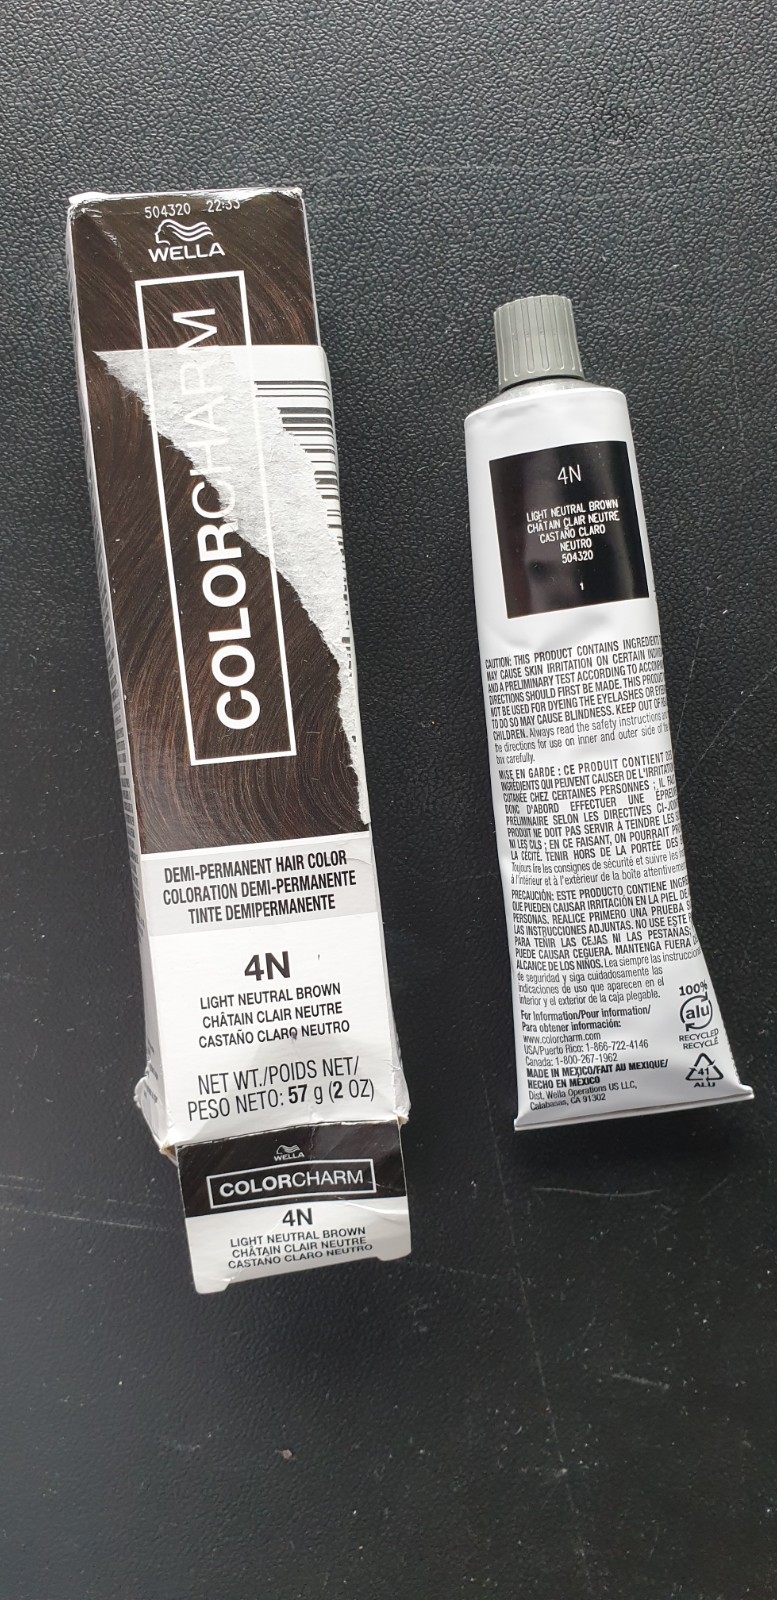 504320 22:33
WELLA
COLORCHARM
DEMI-PERMANENT HAIR COLOR
COLORATION DEMI-PERMANENTE
TINTE DEMIPERMANENTE
4N
LIGHT NEUTRAL BROWN
CHÂTAIN CLAIR NEUTRE
CASTAÑO CLARO NEUTRO
NET WT./POIDS NET/
PESO NETO: 57 g (2 OZ)
WELLA
COLORCHARM
4N
LIGHT NEUTRAL BROWN
CHÂTAIN CLAIR NEUTRE
CASTAÑO CLARO NEUTRO
4N
LIGHT NEUTRAL BROWN
CHÂTAIN CLAIR NEUTRE
CASTAÑO CLARO
NEUTRO
504320
1
CAUTION: THIS PRODUCT CONTAINS
MAY CAUSE SKIN IRRITATION ON CERTAIN
AND A PRELIMINARY TEST ACCORDING TO
DIRECTIONS SHOULD FIRST BE MADE. THIS
NOT BE USED FOR DYEING THE EYELASHES OR
TO DO SO MAY CAUSE BLINDNESS. KEEP OUT OF
CHILDREN. Always read the safety instructions
the directions for use on inner and outer side of
box carefully.
MISE EN GARDE : CE PRODUIT CONTIENT
INGRÉDIENTS QUI PEUVENT CAUSER DE
CUTANÉE CHEZ CERTAINES PERSONNES ; IL
DONC D'ABORD EFFECTUER UNE
PRÉLIMINAIRE SELON LES DIRECTIVES
PRODUIT NE DOIT PAS SERVIR À TEINDRE LES
NI LES CILS ; EN CE FAISANT, ON POURRAIT
LA CÉCITÉ. TENIR HORS DE LA PORTÉE DES
Toujours lire les consignes de sécurité et suivre les
à l'intérieur et à l'extérieur de la boîte
PRECAUCIÓN: ESTE PRODUCTO CONTIENE
QUE PUEDEN CAUSAR IRRITACIÓN EN LA PIEL DE
PERSONAS. REALICE PRIMERO UNA PRUEBA
LAS INSTRUCCIONES ADJUNTAS. NO USE ESTE
PARA TEÑIR LAS CEJAS NI LAS PESTAÑAS;
PUEDE CAUSAR CEGUERA. MANTENGA FUERA
ALCANCE DE LOS NIÑOS. Lea siempre las
de seguridad y siga cuidadosamente las
indicaciones de uso que aparecen en el
interior y el exterior de la caja plegable.
For Information/Pour information/
Para obtener información:
www.colorcharm.com
USA/Puerto Rico: 1-866-722-4146
Canada: 1-800-267-1962
MADE IN MEXICO/FAIT AU MEXIQUE/
HECHO EN MÉXICO
Dist. Wella Operations US LLC,
Calabasas, CA 91302
100%
alu
RECYCLED
RECYCLÉ
41
ALU